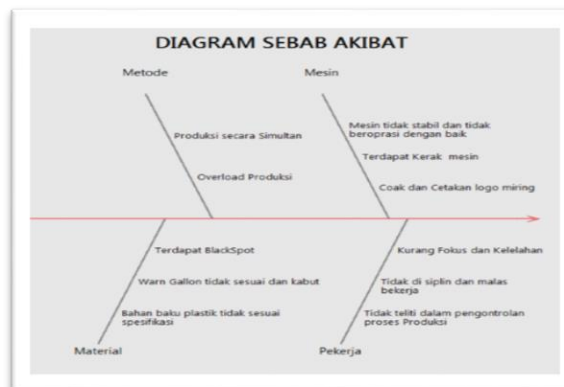 DIAGRAM SEBAB AKIBAT
Metode
Mesin
Produksi secara Simultan
Overload Produksi
Mesin tidak stabil dan tidak
beroprasi dengan baik
Terdapat Kerak mesin
Coak dan Cetakan logo miring
Terdapat BlackSpot
Warn Gallon tidak sesuai dan kabut
Bahan baku plastik tidak sesuai
spesifikasi
Material
Kurang Fokus dan Kelelahan
Tidak di siplin dan malas
bekerja
Tidak teliti dalam pengontrolan
proses Produksi
Pekerja